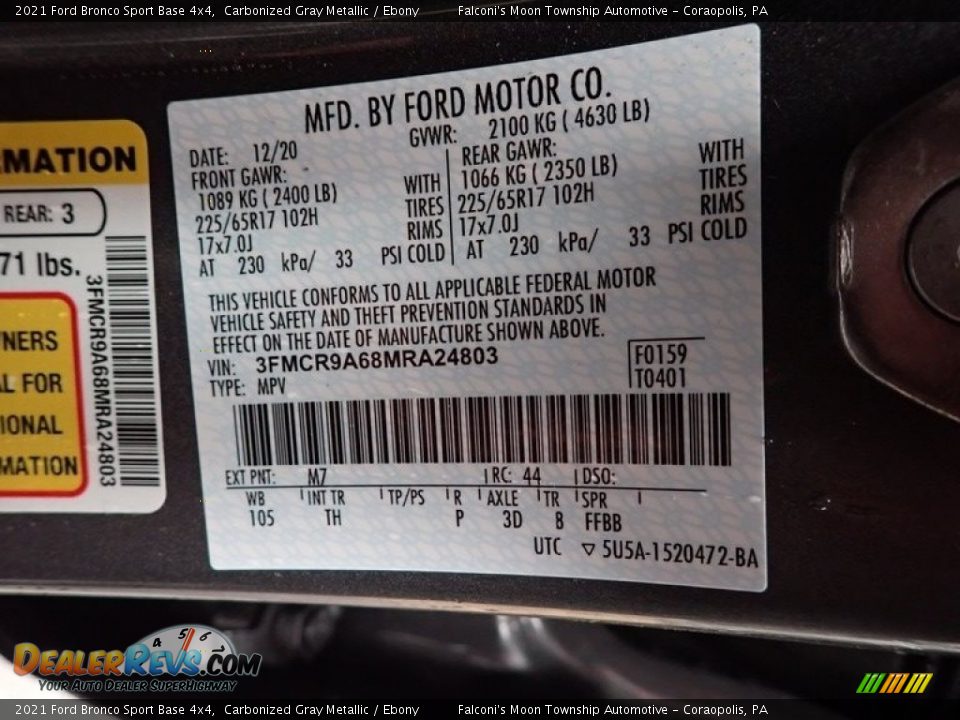 2021 Ford Bronco Sport Base 4x4, Carbonized Gray Metallic / Ebony Falconi's Moon Township Automotive - Coraopolis, PA
MATION
REAR: 3
71 lbs.
3FMCR9A68MRA24803
NERS
L FOR
IONAL
MATION
MFD. BY FORD MOTOR CO.
DATE: 12/20 GVWR: 2100 KG ( 4630 LB)
FRONT GAWR:
1089 KG ( 2400 LB) WITH
225/65R17 102H TIRES
17x7.0J RIMS
AT 230 kPa/ 33 PSI COLD
REAR GAWR:
1066 KG ( 2350 LB) WITH
225/65R17 102H TIRES
17x7.0J RIMS
AT 230 kPa/ 33 PSI COLD
THIS VEHICLE CONFORMS TO ALL APPLICABLE FEDERAL MOTOR
VEHICLE SAFETY AND THEFT PREVENTION STANDARDS IN
EFFECT ON THE DATE OF MANUFACTURE SHOWN ABOVE.
VIN: 3FMCR9A68MRA24803
TYPE: MPV
F0159
T0401
EXT PNT: M7 RC: 44 DSO:
WB INT TR TP/PS R AXLE TR SPR
105 TH P 3D 8 FFBB
UTC ▽ 5U5A-1520472-BA
4 5 6
DealerRevs.com
Your Auto Dealer SuperHighway
2021 Ford Bronco Sport Base 4x4, Carbonized Gray Metallic / Ebony Falconi's Moon Township Automotive - Coraopolis, PA